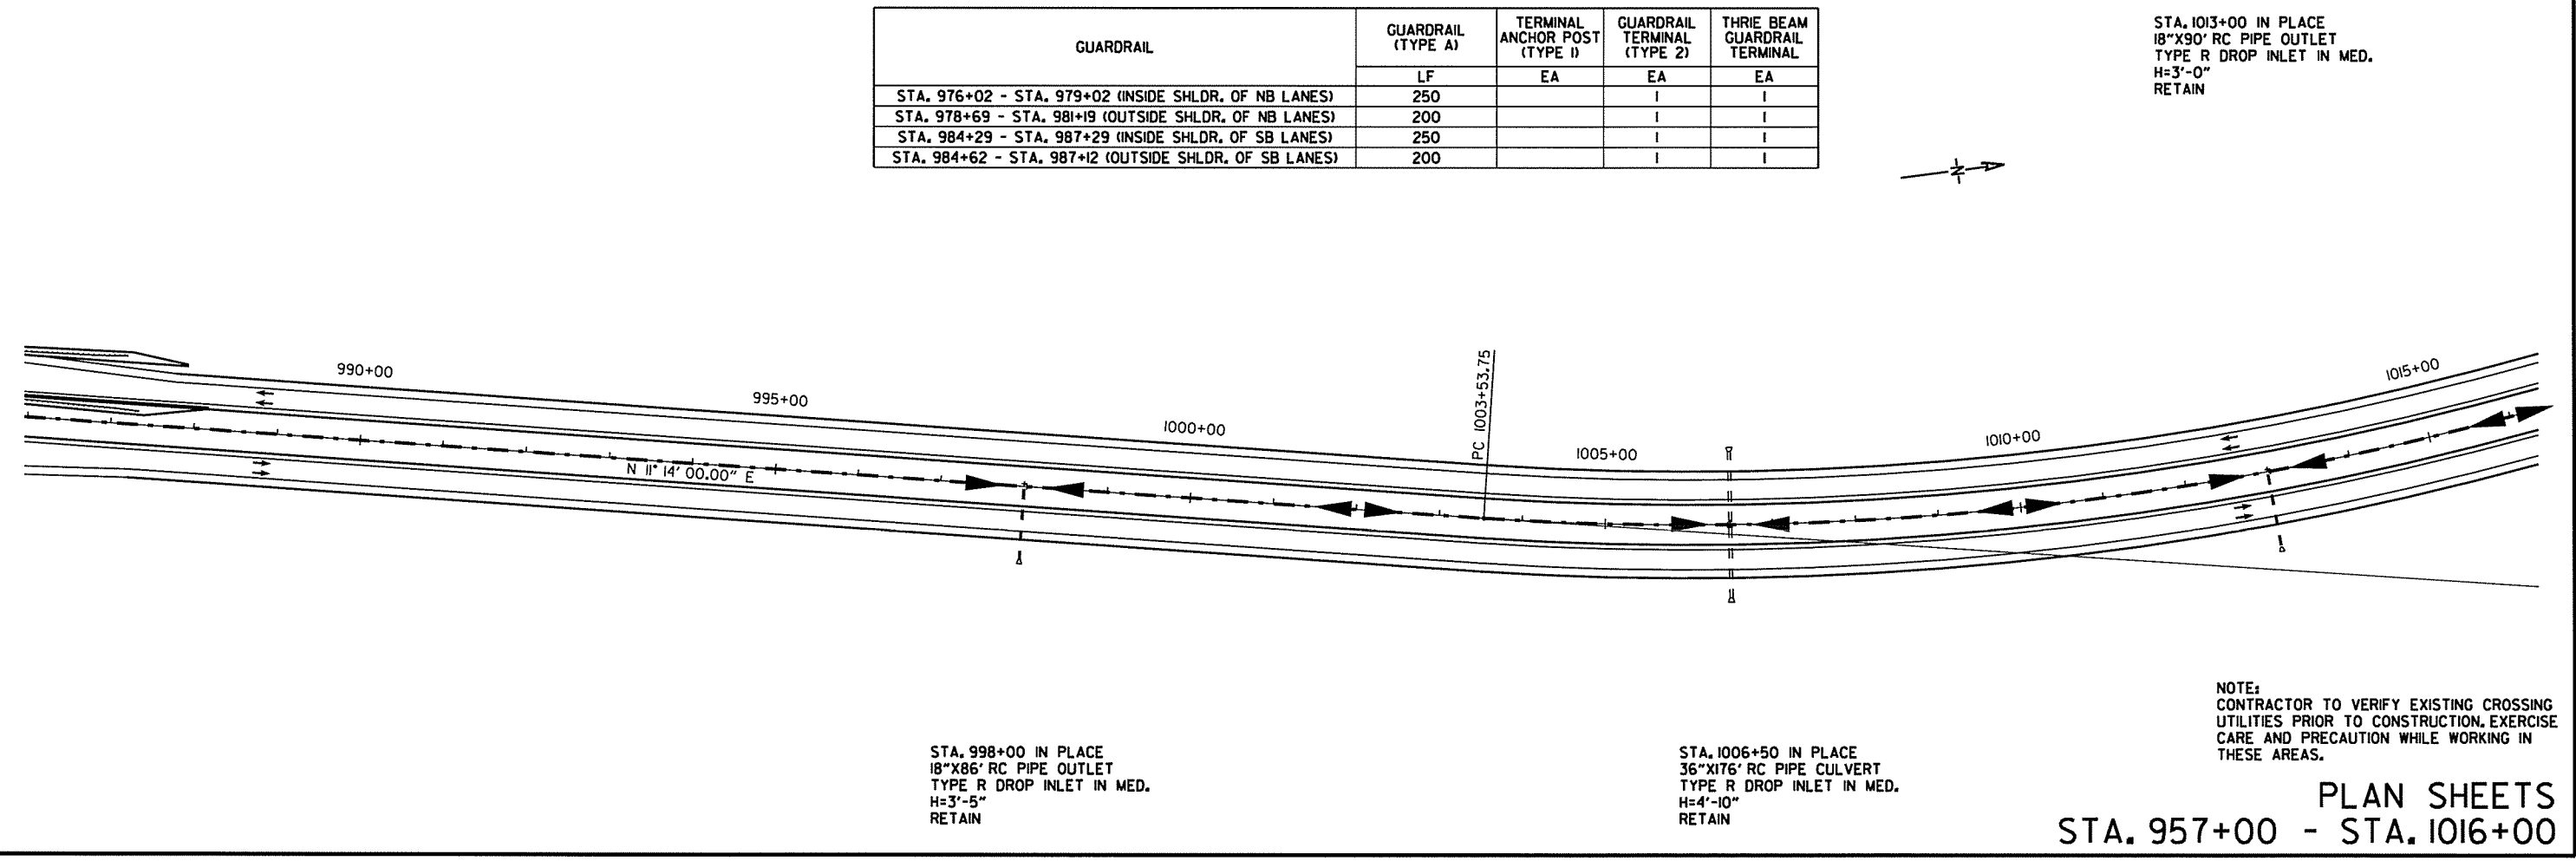 GUARDRAIL
GUARDRAIL (TYPE A)
TERMINAL ANCHOR POST (TYPE 1)
GUARDRAIL TERMINAL (TYPE 2)
THRIE BEAM GUARDRAIL TERMINAL
LF EA EA EA
STA. 976+02 - STA. 979+02 (INSIDE SHLDR. OF NB LANES) 250 1 1
STA. 978+69 - STA. 981+19 (OUTSIDE SHLDR. OF NB LANES) 200 1 1
STA. 984+29 - STA. 987+29 (INSIDE SHLDR. OF SB LANES) 250 1 1
STA. 984+62 - STA. 987+12 (OUTSIDE SHLDR. OF SB LANES) 200 1 1
STA. 1013+00 IN PLACE
18"X90' RC PIPE OUTLET
TYPE R DROP INLET IN MED.
H=3'-0"
RETAIN
N
990+00
995+00
1000+00
PC 1003+53.75
1005+00
1010+00
1015+00
N 11° 14' 00.00" E
STA. 998+00 IN PLACE
18"X86' RC PIPE OUTLET
TYPE R DROP INLET IN MED.
H=3'-5"
RETAIN
STA. 1006+50 IN PLACE
36"X176' RC PIPE CULVERT
TYPE R DROP INLET IN MED.
H=4'-10"
RETAIN
NOTE:
CONTRACTOR TO VERIFY EXISTING CROSSING
UTILITIES PRIOR TO CONSTRUCTION. EXERCISE
CARE AND PRECAUTION WHILE WORKING IN
THESE AREAS.
PLAN SHEETS
STA. 957+00 - STA. 1016+00